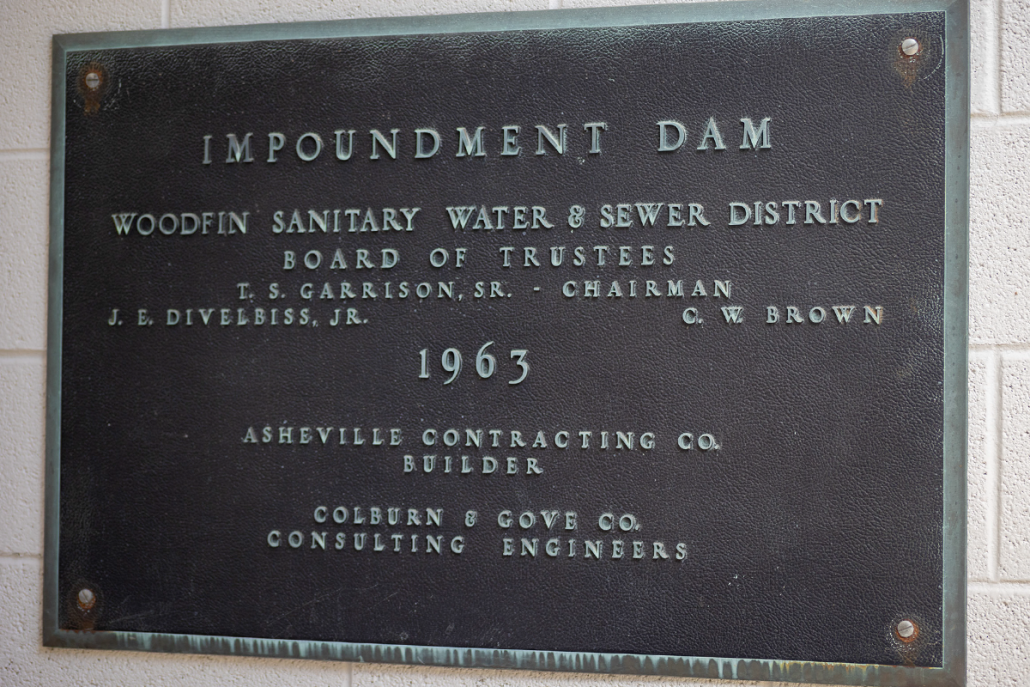 IMPOUNDMENT DAM
WOODFIN SANITARY WATER & SEWER DISTRICT
BOARD OF TRUSTEES
T. S. GARRISON, SR. - CHAIRMAN
J. E. DIVELBISS, JR. C. W. BROWN
1963
ASHEVILLE CONTRACTING CO.
BUILDER
COLBURN & GOVE CO.
CONSULTING ENGINEERS